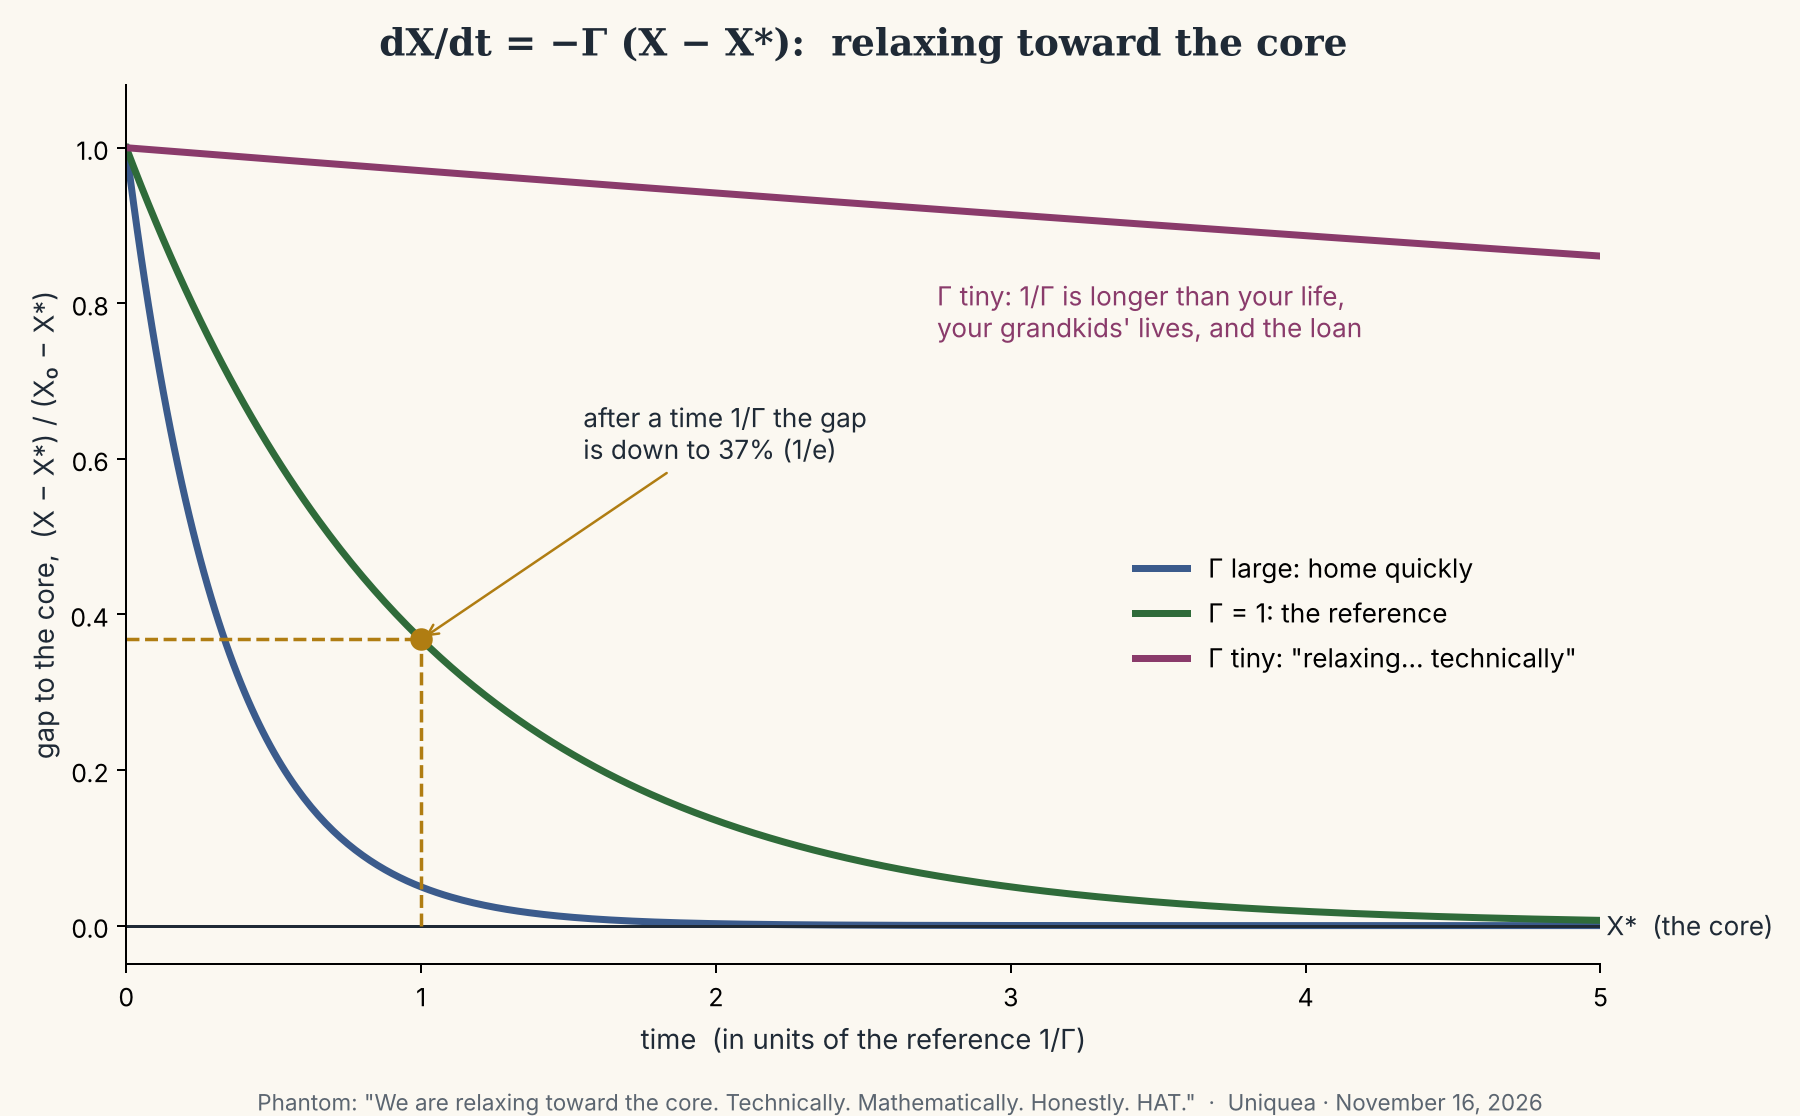 dX/dt = −Γ (X − X*):  relaxing toward the core
gap to the core,  (X − X*) / (X₀ − X*)
1.0
0.8
0.6
0.4
0.2
0.0
Γ tiny: 1/Γ is longer than your life,
your grandkids' lives, and the loan
after a time 1/Γ the gap
is down to 37% (1/e)
Γ large: home quickly
Γ = 1: the reference
Γ tiny: "relaxing... technically"
X*  (the core)
0 1 2 3 4 5
time  (in units of the reference 1/Γ)
Phantom: "We are relaxing toward the core. Technically. Mathematically. Honestly. HAT."  ·  Uniquea · November 16, 2026